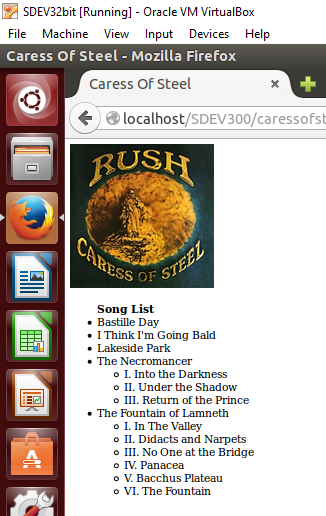 SDEV32bit [Running] - Oracle VM VirtualBox
File Machine View Input Devices Help
Caress Of Steel - Mozilla Firefox
Caress Of Steel
localhost/SDEV300/caressofst
RUSH
CARESS OF STEEL
Song List
Bastille Day
I Think I'm Going Bald
Lakeside Park
The Necromancer
I. Into the Darkness
II. Under the Shadow
III. Return of the Prince
The Fountain of Lamneth
I. In The Valley
II. Didacts and Narpets
III. No One at the Bridge
IV. Panacea
V. Bacchus Plateau
VI. The Fountain